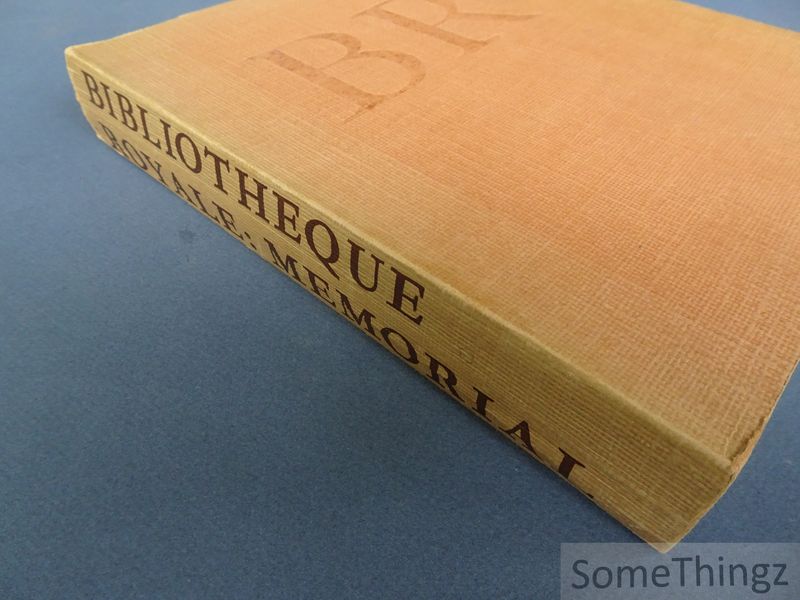 BR
BIBLIOTHEQUE
ROYALE: MEMORIAL
SomeThingz